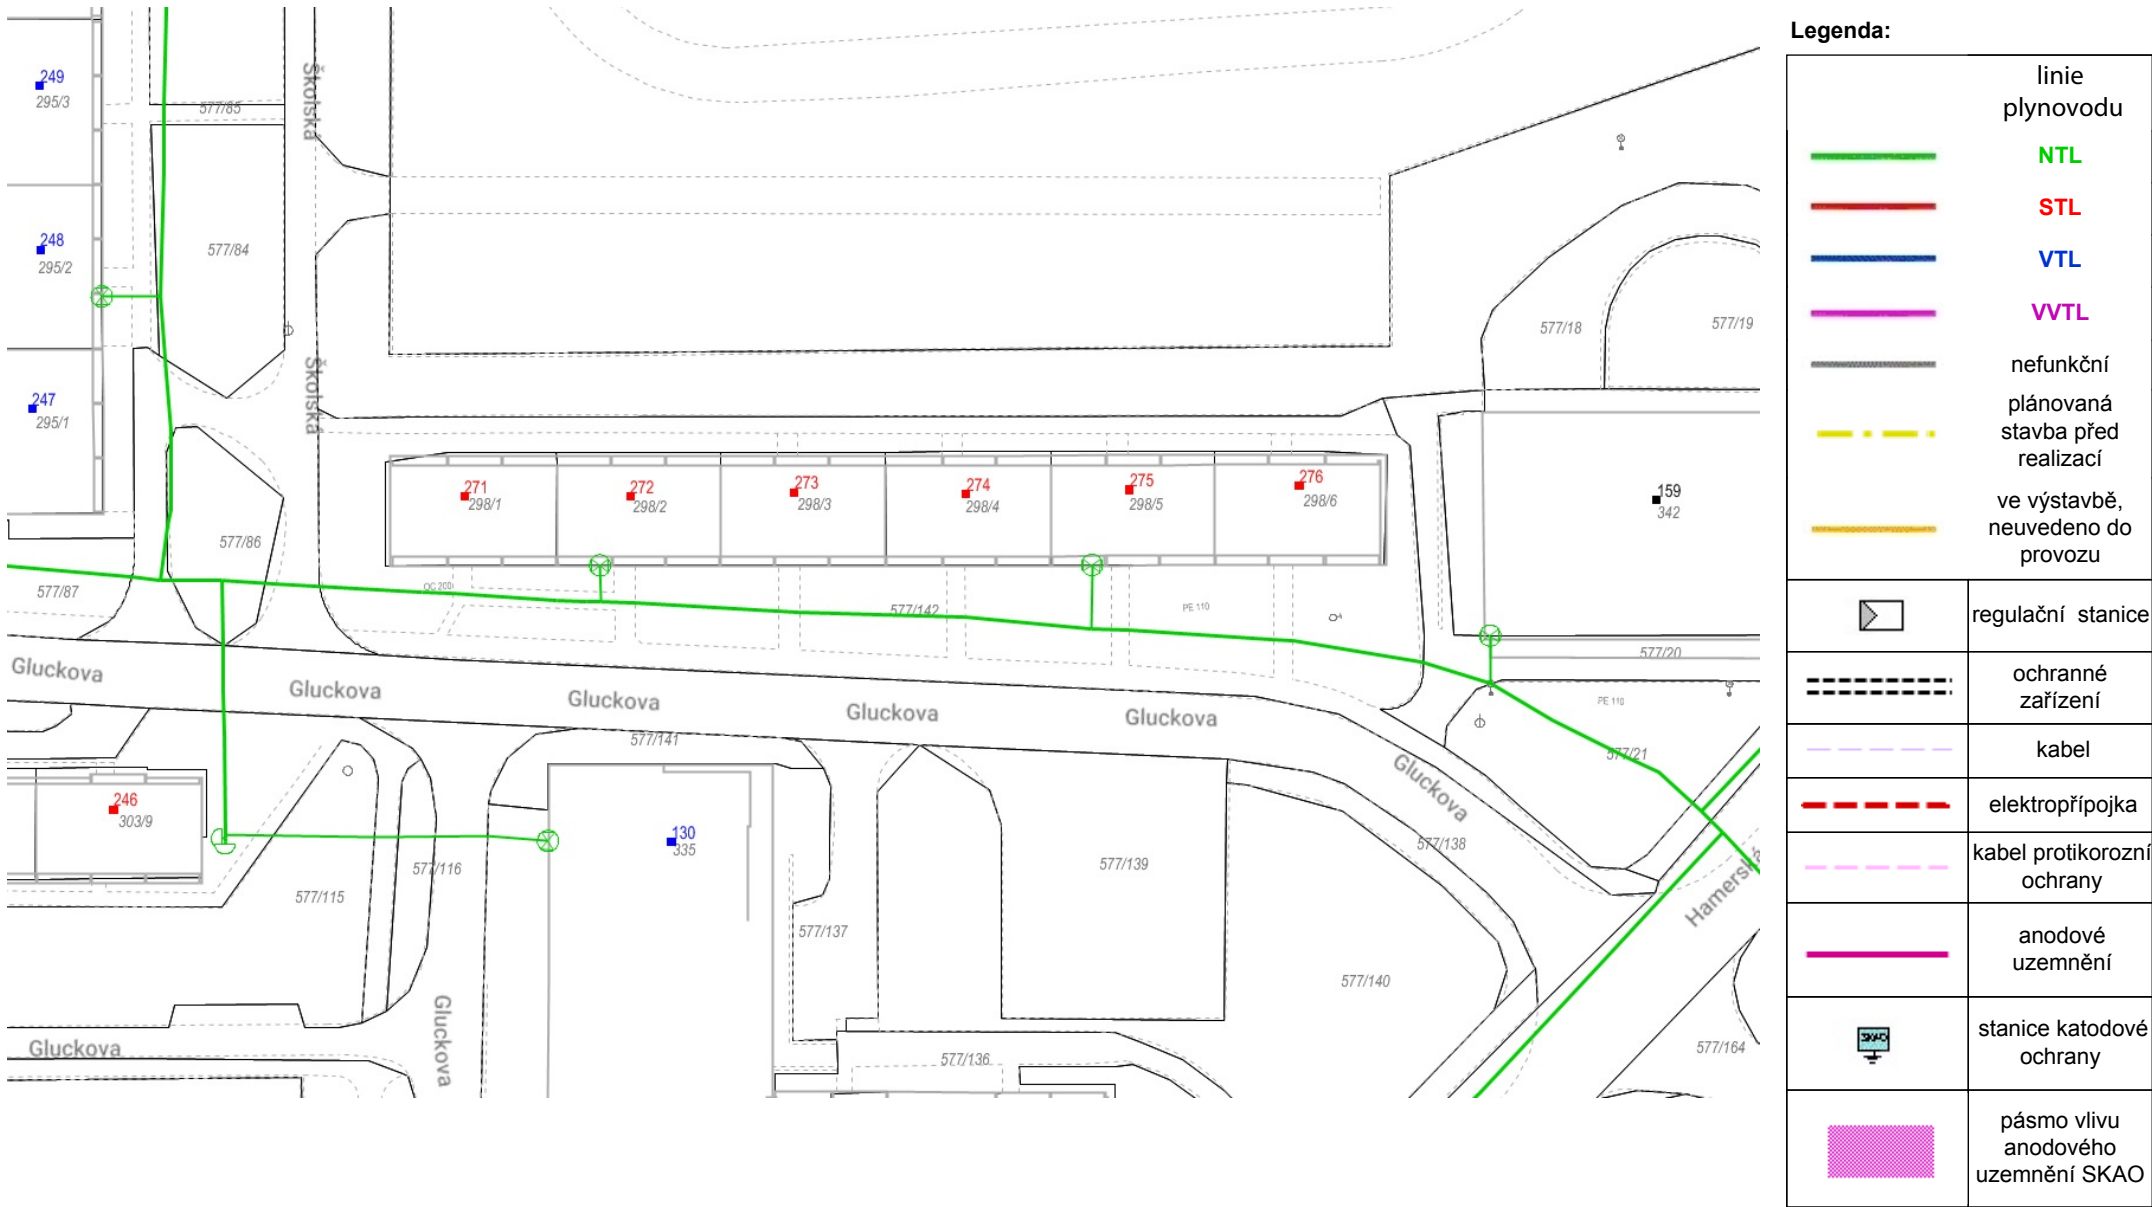 249
295/3
577/85
Školská
248
295/2
577/84
Školská
247
295/1
577/86
577/87
271
298/1
272
298/2
273
298/3
274
298/4
275
298/5
276
298/6
159
342
577/18
577/19
577/20
577/21
OC 200
577/142
PE 110
PE 110
Gluckova
Gluckova
Gluckova
Gluckova
Gluckova
Gluckova
577/141
246
303/9
130
335
577/116
577/115
577/137
577/139
577/138
577/140
Hamerská
Gluckova
Gluckova
577/136
577/164
Legenda:
linie
plynovodu
NTL
STL
VTL
VVTL
nefunkční
plánovaná
stavba před
realizací
ve výstavbě,
neuvedeno do
provozu
regulační stanice
ochranné
zařízení
kabel
elektropřípojka
kabel protikorozní
ochrany
anodové
uzemnění
SKAO
stanice katodové
ochrany
pásmo vlivu
anodového
uzemnění SKAO